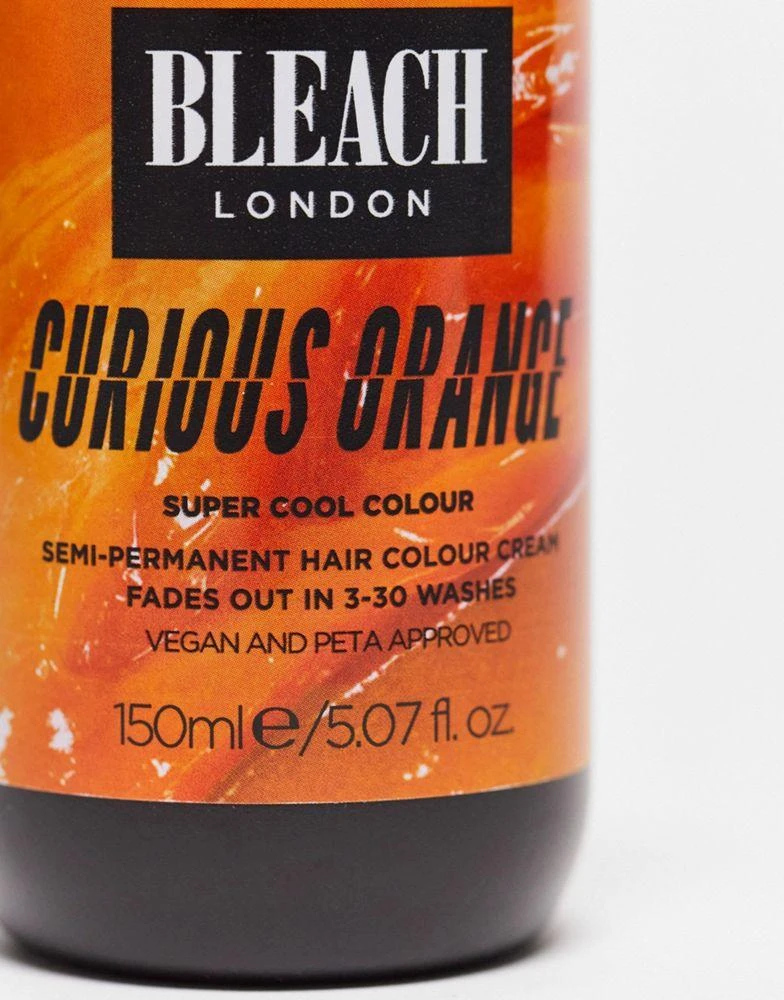 BLEACH
LONDON
CURIOUS ORANGE
SUPER COOL COLOUR
SEMI-PERMANENT HAIR COLOUR CREAM
FADES OUT IN 3-30 WASHES
VEGAN AND PETA APPROVED
150ml℮/5.07 fl. oz.